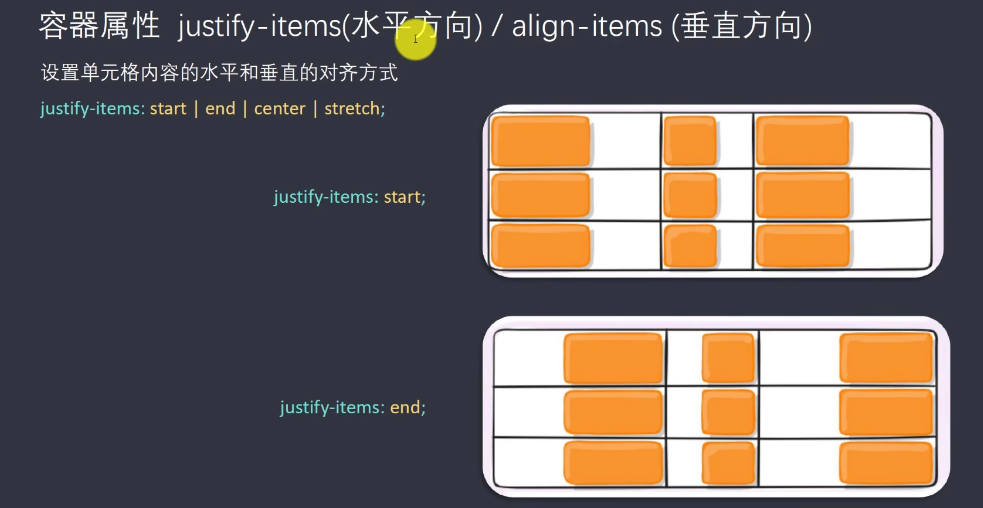 容器属性 justify-items(水平方向) / align-items (垂直方向)
设置单元格内容的水平和垂直的对齐方式
justify-items: start | end | center | stretch;
justify-items: start;
justify-items: end;